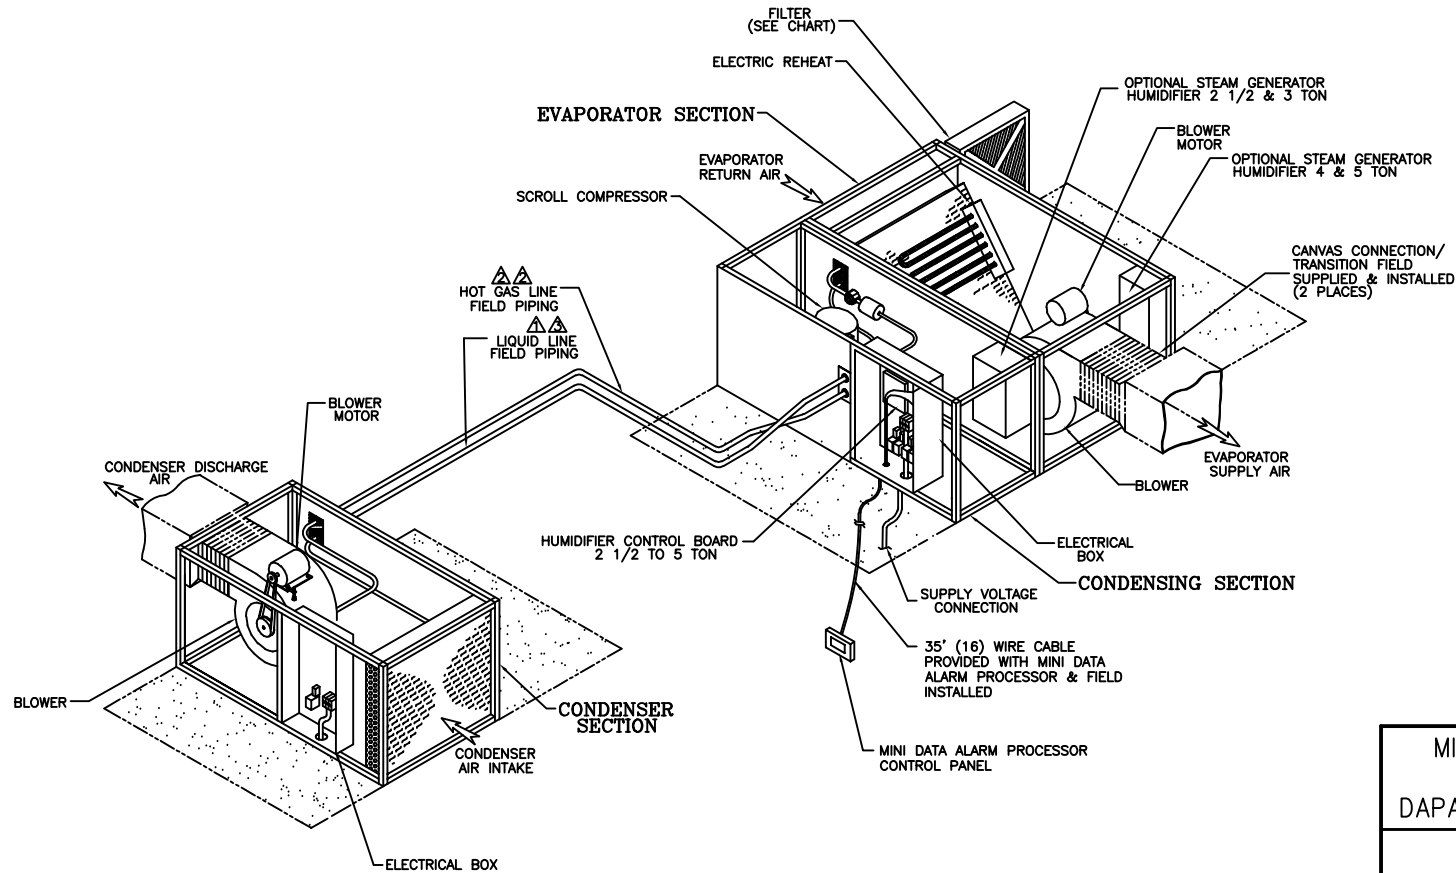 FILTER
(SEE CHART)
ELECTRIC REHEAT
EVAPORATOR SECTION
EVAPORATOR
RETURN AIR
SCROLL COMPRESSOR
OPTIONAL STEAM GENERATOR
HUMIDIFIER 2 1/2 & 3 TON
BLOWER
MOTOR
OPTIONAL STEAM GENERATOR
HUMIDIFIER 4 & 5 TON
CANVAS CONNECTION/
TRANSITION FIELD
SUPPLIED & INSTALLED
(2 PLACES)
2 2
HOT GAS LINE
FIELD PIPING
1 3
LIQUID LINE
FIELD PIPING
BLOWER
MOTOR
CONDENSER DISCHARGE
AIR
EVAPORATOR
SUPPLY AIR
BLOWER
HUMIDIFIER CONTROL BOARD
2 1/2 TO 5 TON
ELECTRICAL
BOX
CONDENSING SECTION
SUPPLY VOLTAGE
CONNECTION
35' (16) WIRE CABLE
PROVIDED WITH MINI DATA
ALARM PROCESSOR & FIELD
INSTALLED
BLOWER
CONDENSER
SECTION
CONDENSER
AIR INTAKE
MINI DATA ALARM PROCESSOR
CONTROL PANEL
ELECTRICAL BOX
MI
DAPA